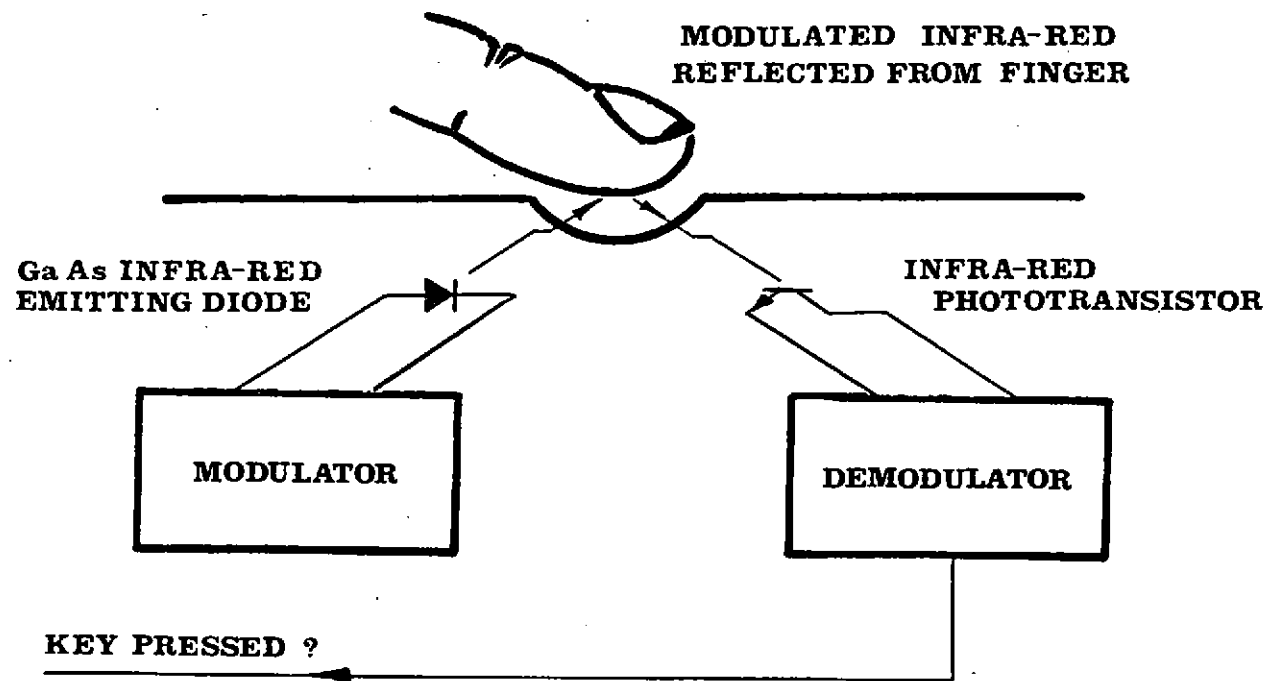 MODULATED INFRA-RED
REFLECTED FROM FINGER
Ga As INFRA-RED
EMITTING DIODE
INFRA-RED
PHOTOTRANSISTOR
MODULATOR
DEMODULATOR
KEY PRESSED ?